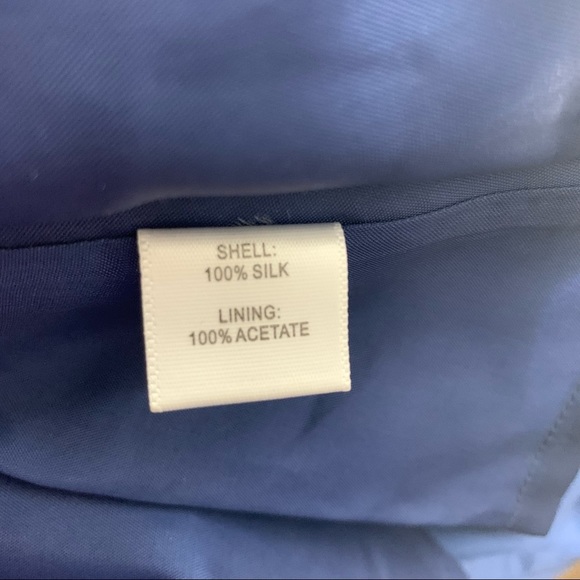 SHELL:
100% SILK
LINING:
100% ACETATE